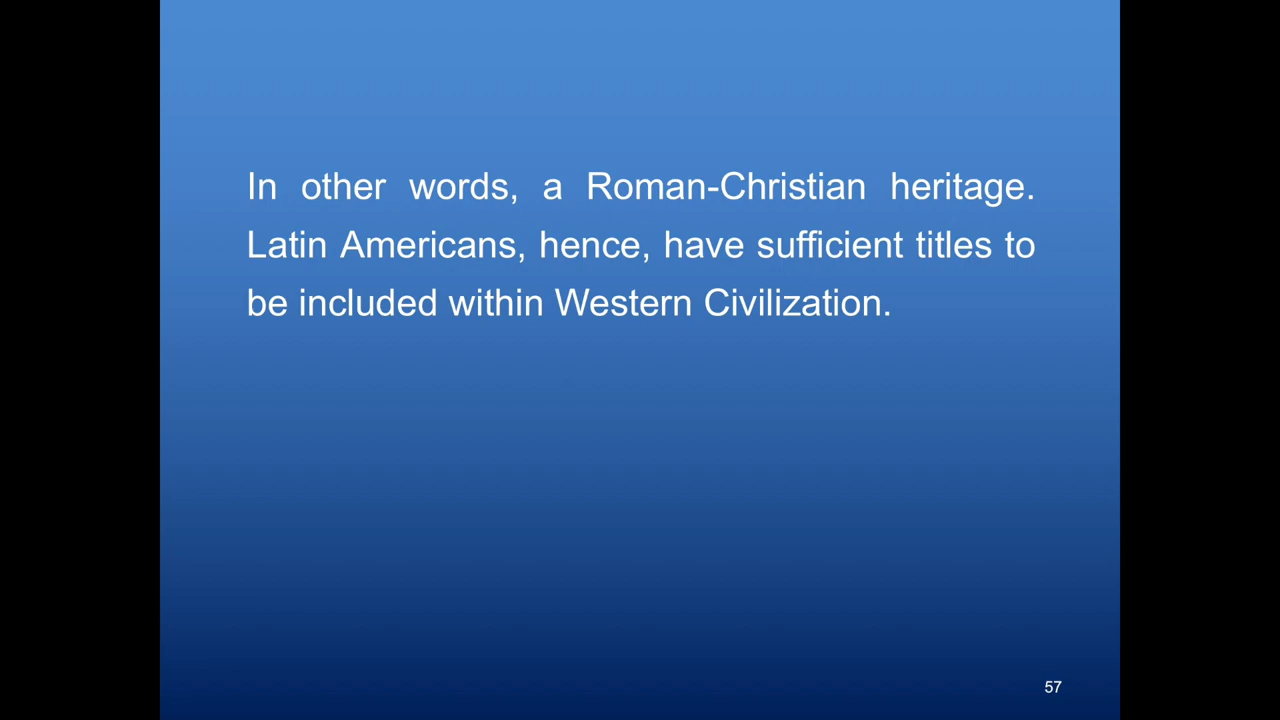 In other words, a Roman-Christian heritage.
Latin Americans, hence, have sufficient titles to
be included within Western Civilization.
57